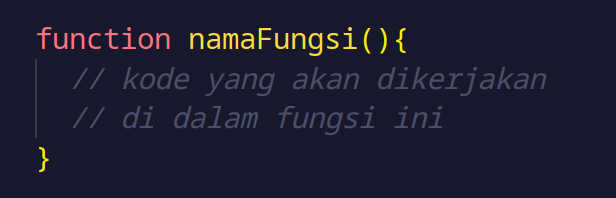 function namaFungsi(){
// kode yang akan dikerjakan
// di dalam fungsi ini
}